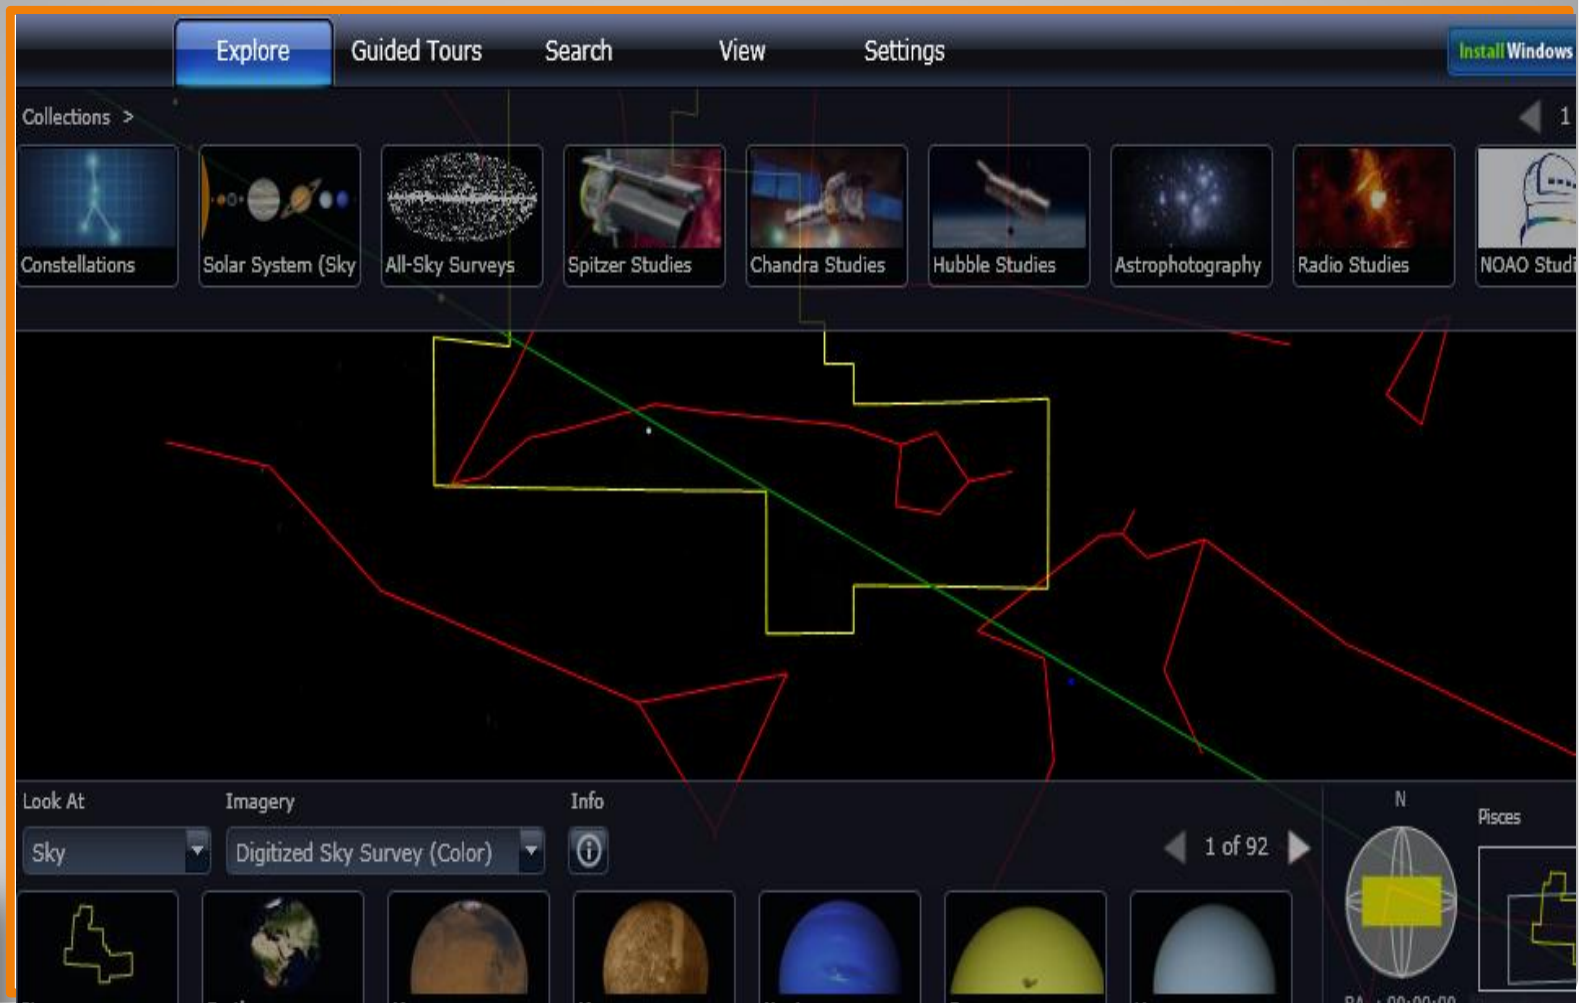 Explore Guided Tours Search View Settings Install Windows
Collections > 1
Constellations Solar System (Sky All-Sky Surveys Spitzer Studies Chandra Studies Hubble Studies Astrophotography Radio Studies NOAO Studi
Look At Imagery Info N
Pisces
Sky Digitized Sky Survey (Color) 1 of 92